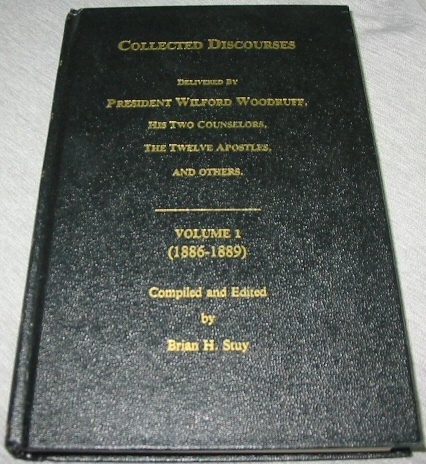 COLLECTED DISCOURSES
DELIVERED BY
PRESIDENT WILFORD WOODRUFF,
HIS TWO COUNSELORS,
THE TWELVE APOSTLES,
AND OTHERS.
VOLUME 1
(1886-1889)
Compiled and Edited
by
Brian H. Stuy